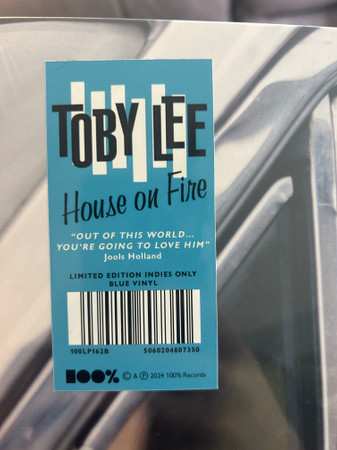 TOBY LEE
House on Fire
"OUT OF THIS WORLD...
YOU'RE GOING TO LOVE HIM"
Jools Holland
LIMITED EDITION INDIES ONLY
BLUE VINYL
100LP162B 5060204807350
100% © & ℗ 2024 100% Records